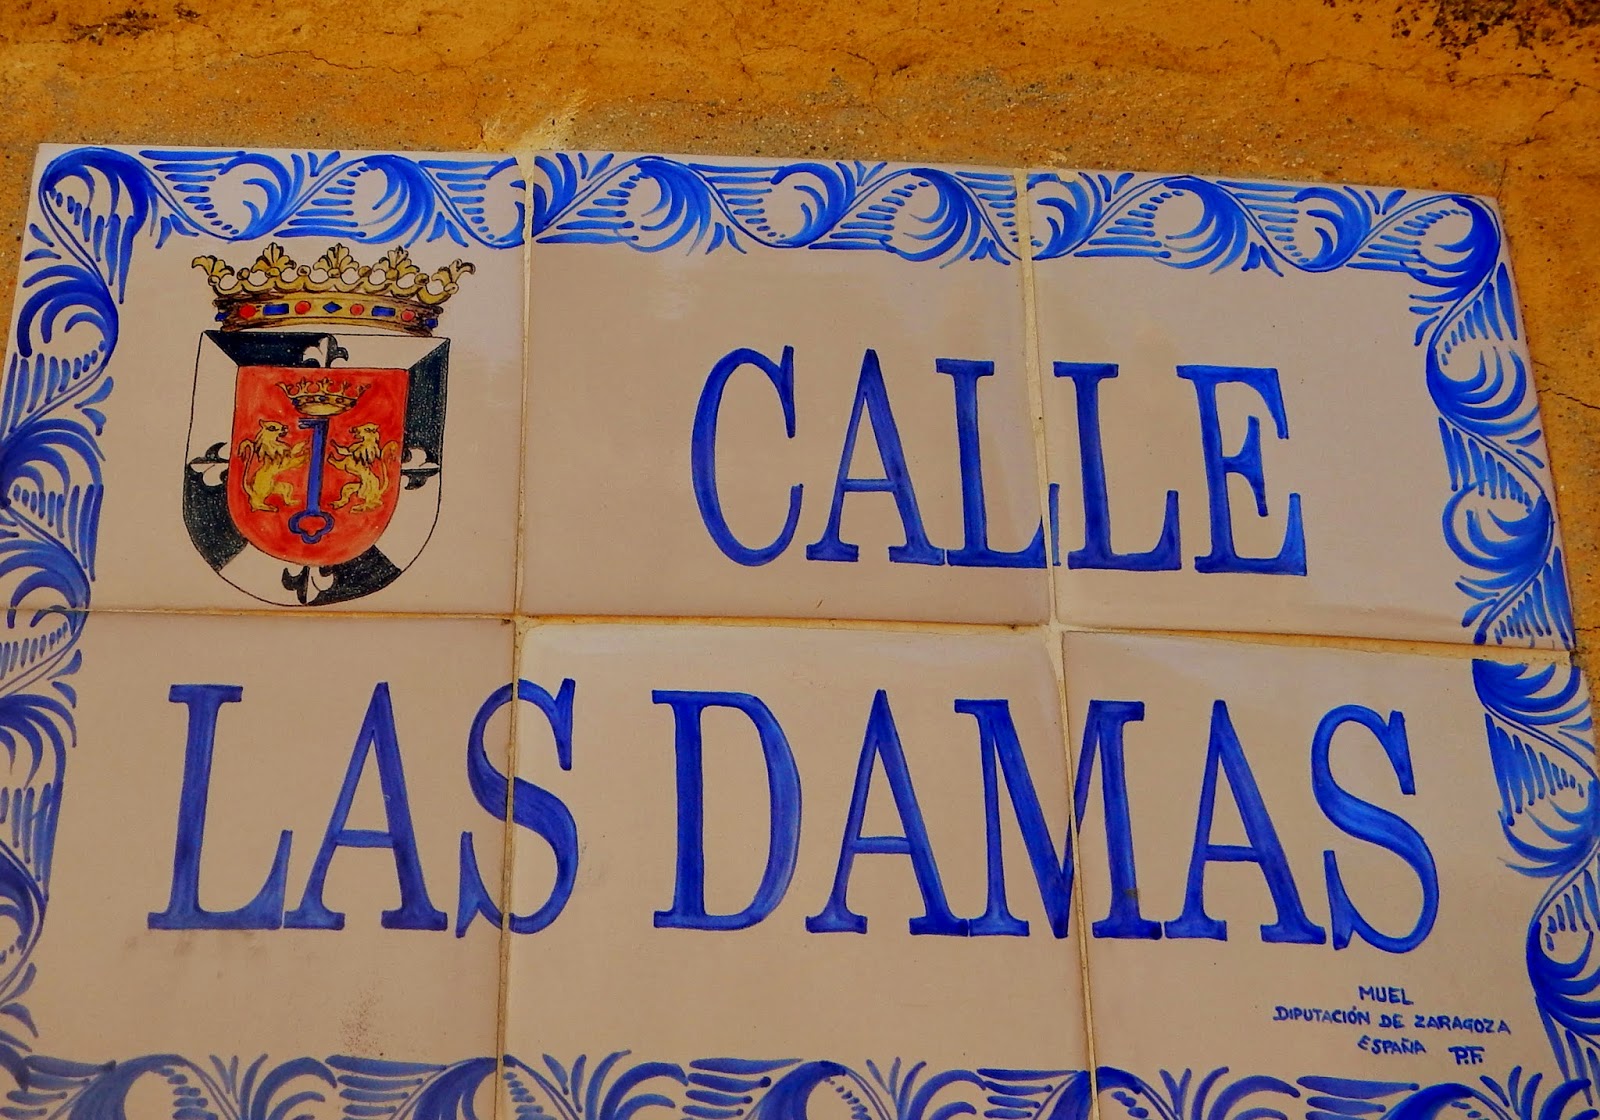 CALLE
LAS DAMAS
MUEL
DIPUTACIÓN DE ZARAGOZA
ESPAÑA P.F.